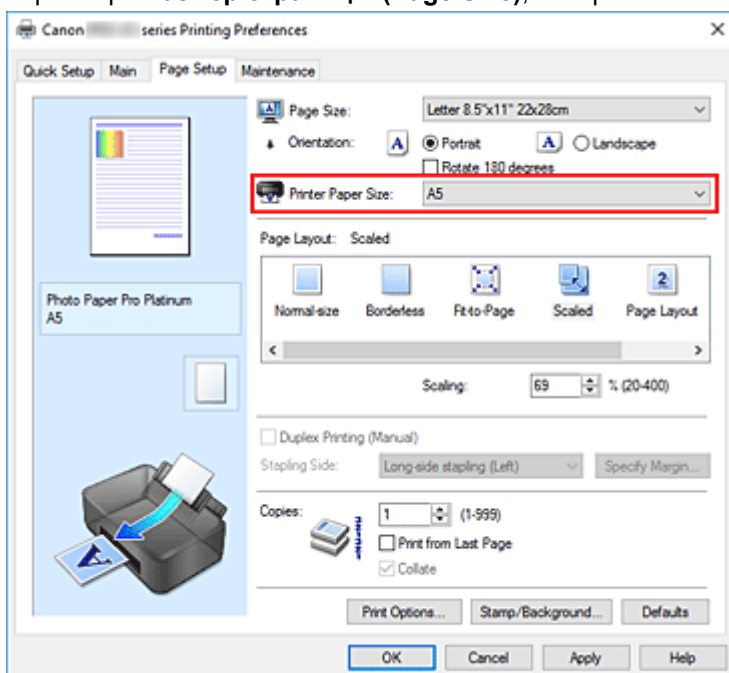 (Page Size),
Canon series Printing Preferences
Quick Setup Main Page Setup Maintenance
Page Size: Letter 8.5"x11" 22x28cm
Orientation: A Portrait A Landscape
Rotate 180 degrees
Printer Paper Size: A5
Page Layout: Scaled
Normal-size Borderless Fit-to-Page Scaled Page Layout
Photo Paper Pro Platinum
A5
Scaling: 69 % (20-400)
Duplex Printing (Manual)
Stapling Side: Long-side stapling (Left) Specify Margin...
Copies: 1 (1-999)
Print from Last Page
Collate
Print Options... Stamp/Background... Defaults
OK Cancel Apply Help